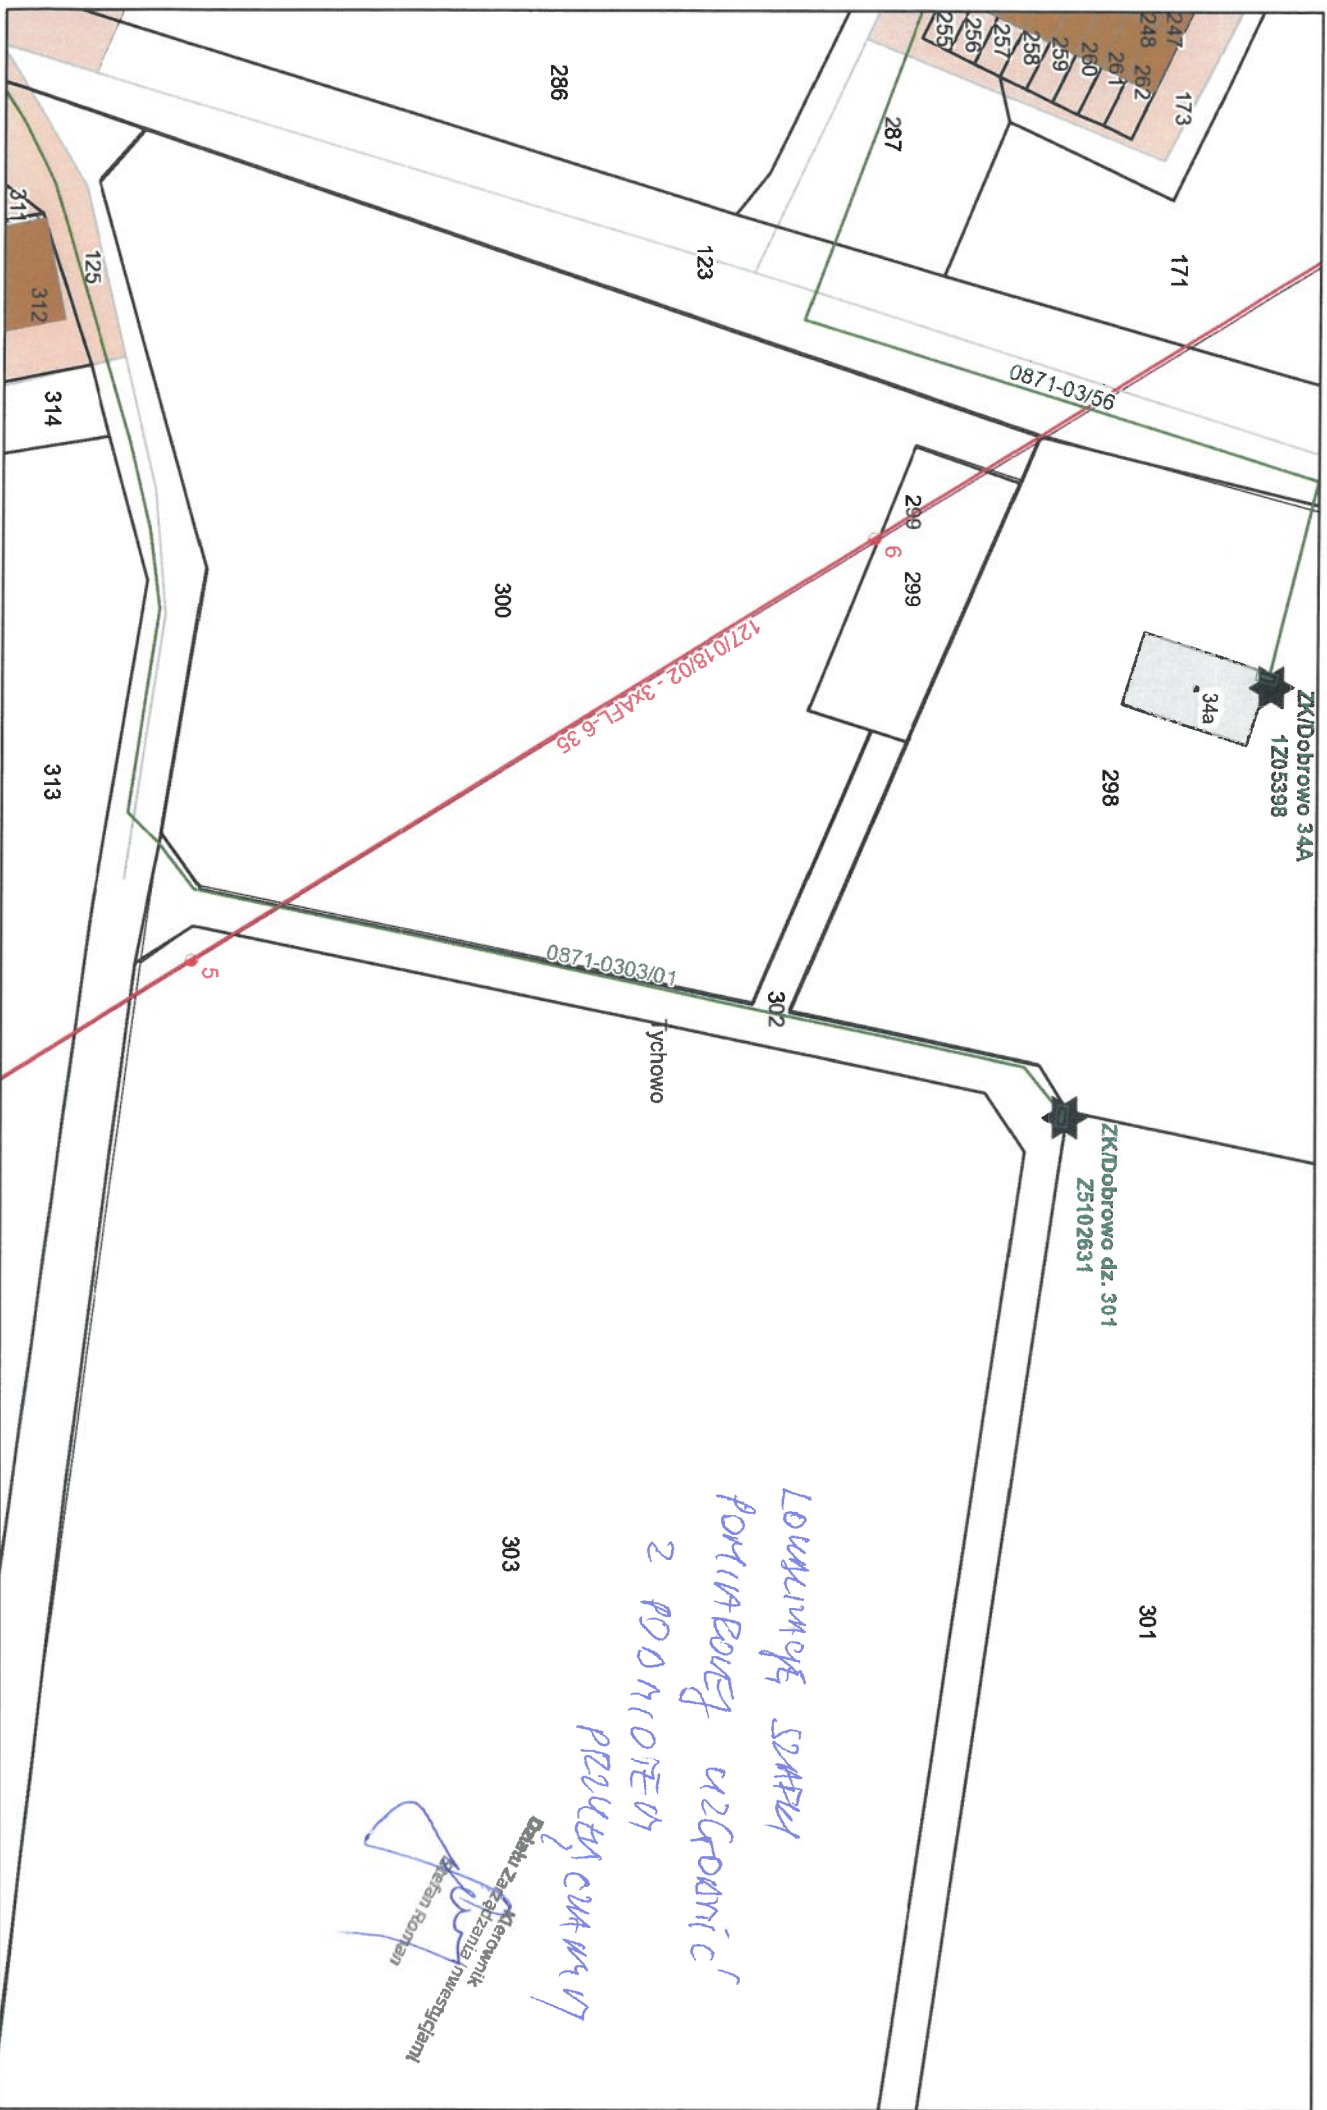 247
248
262
261
260
259
258
257
256
255
173
171
287
286
123
0871-03/56
ZK/Dobrowo 34A
1Z05398
34a
298
299
299
6
300
127/018/02 - 3xAFL-6 35
125
311
312
314
313
5
0871-0303/01
302
Tychowo
ZK/Dobrowo dz. 301
Z5102631
301
303
LOKALIZACJĘ SZAFKI
POMIAROWEJ UZGODNIĆ
Z PODMIOTEM
PRZYŁĄCZANYM
Kierownik
Działu Zarządzania Inwestycjami
Stefan Roman